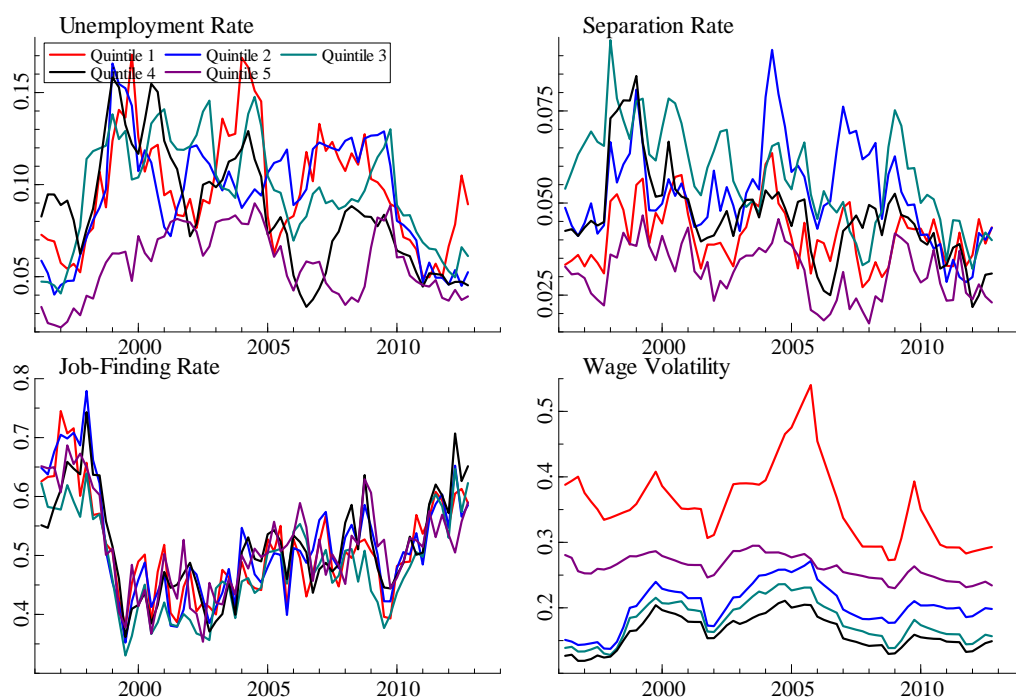 Unemployment Rate
Quintile 1 Quintile 2 Quintile 3
Quintile 4 Quintile 5
0.15
0.10
0.05
2000 2005 2010
Separation Rate
0.075
0.050
0.025
2000 2005 2010
Job-Finding Rate
0.8
0.7
0.6
0.5
0.4
2000 2005 2010
Wage Volatility
0.5
0.4
0.3
0.2
2000 2005 2010